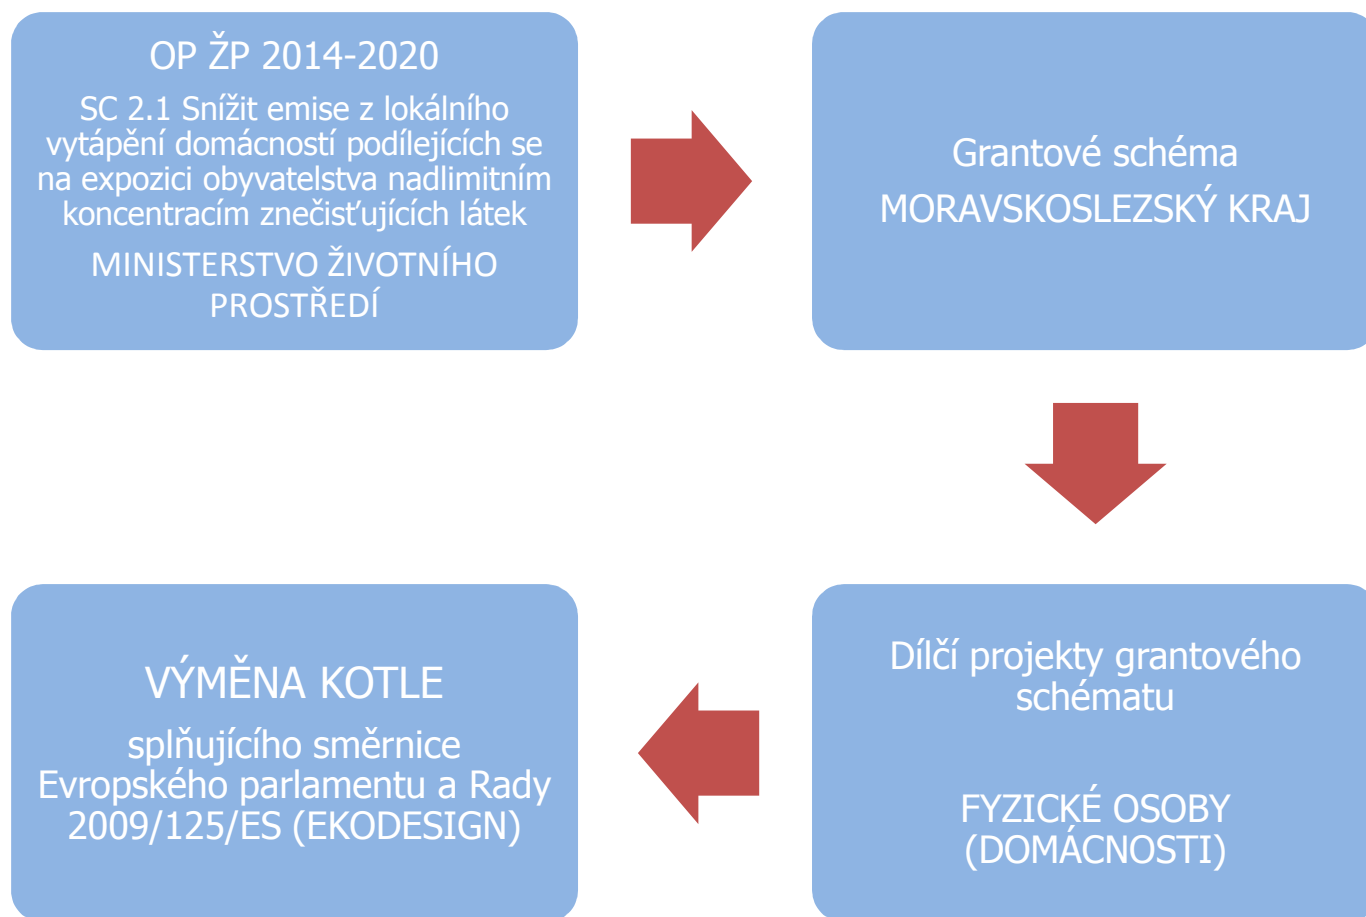 OP ŽP 2014-2020
SC 2.1 Snížit emise z lokálního
vytápění domácností podílejících se
na expozici obyvatelstva nadlimitním
koncentracím znečisťujících látek
MINISTERSTVO ŽIVOTNÍHO
PROSTŘEDÍ
Grantové schéma
MORAVSKOSLEZSKÝ KRAJ
Dílčí projekty grantového
schématu
FYZICKÉ OSOBY
(DOMÁCNOSTI)
VÝMĚNA KOTLE
splňujícího směrnice
Evropského parlamentu a Rady
2009/125/ES (EKODESIGN)